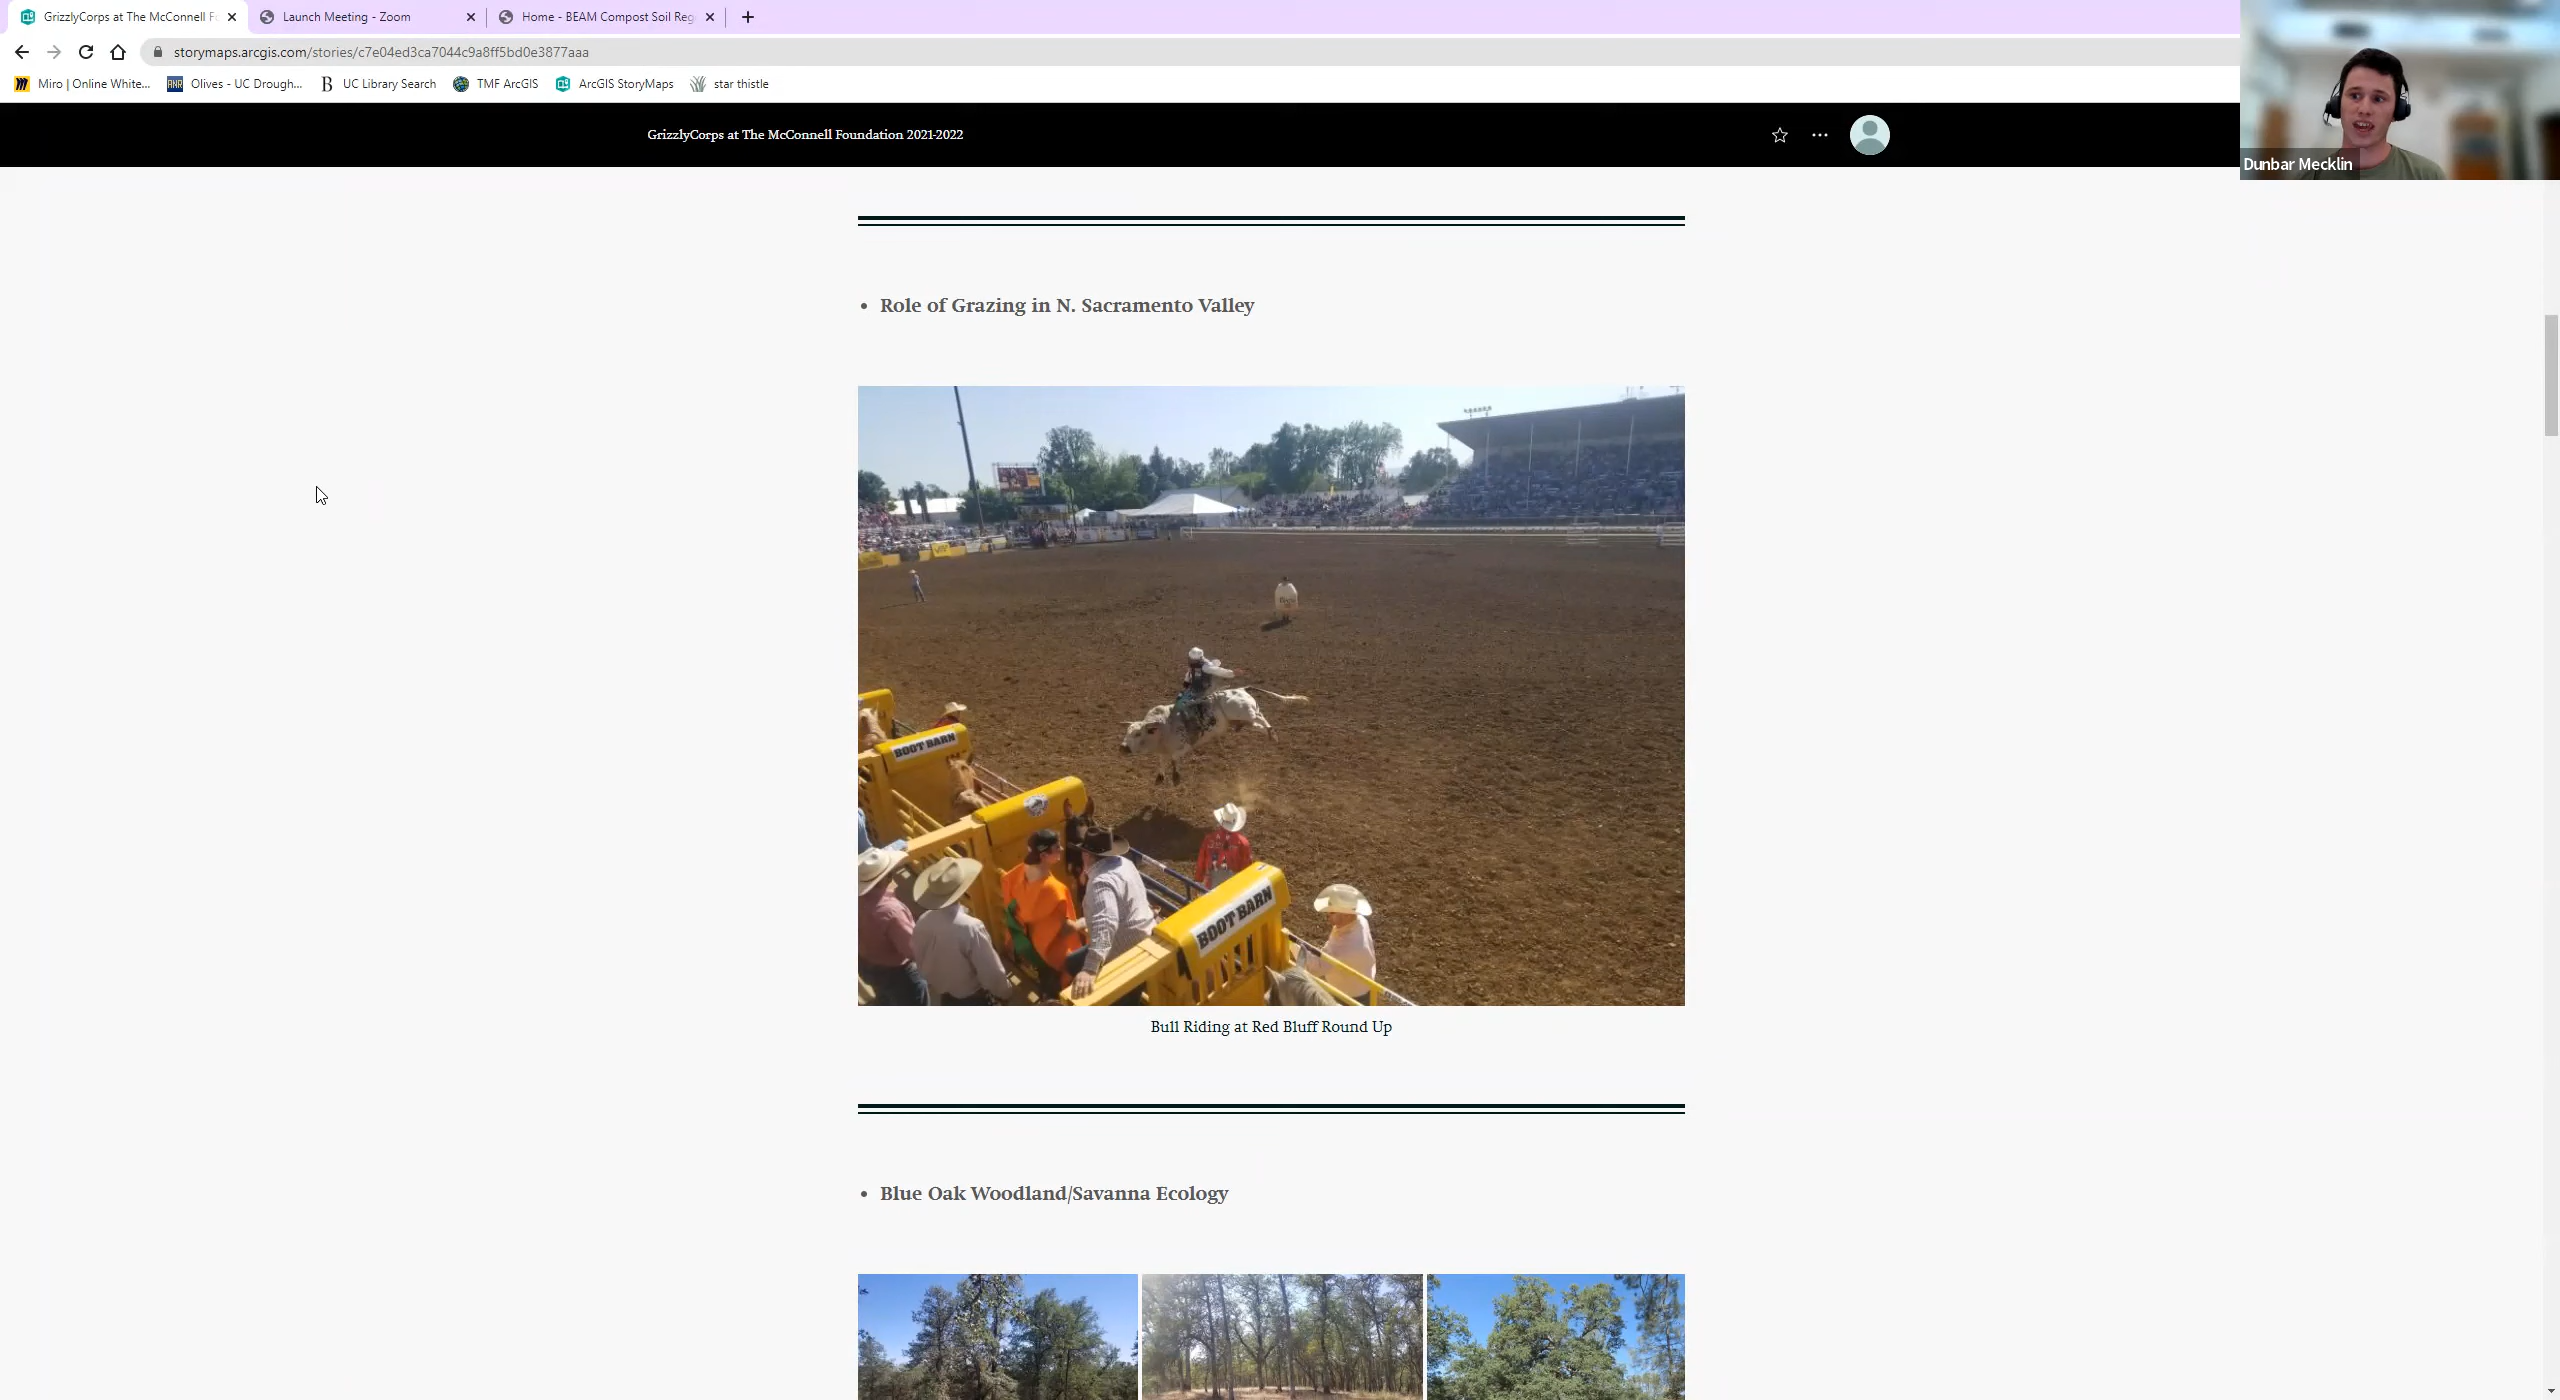 GrizzlyCorps at The McConnell Fo
Launch Meeting - Zoom
Home - BEAM Compost Soil Reg
storymaps.arcgis.com/stories/c7e04ed3ca7044c9a8ff5bd0e3877aaa
Miro | Online White...
Olives - UC Drough...
B UC Library Search
TMF ArcGIS
ArcGIS StoryMaps
star thistle
GrizzlyCorps at The McConnell Foundation 2021-2022
Dunbar Mecklin
• Role of Grazing in N. Sacramento Valley
BOOT BARN
BOOT BARN
Bull Riding at Red Bluff Round Up
• Blue Oak Woodland/Savanna Ecology